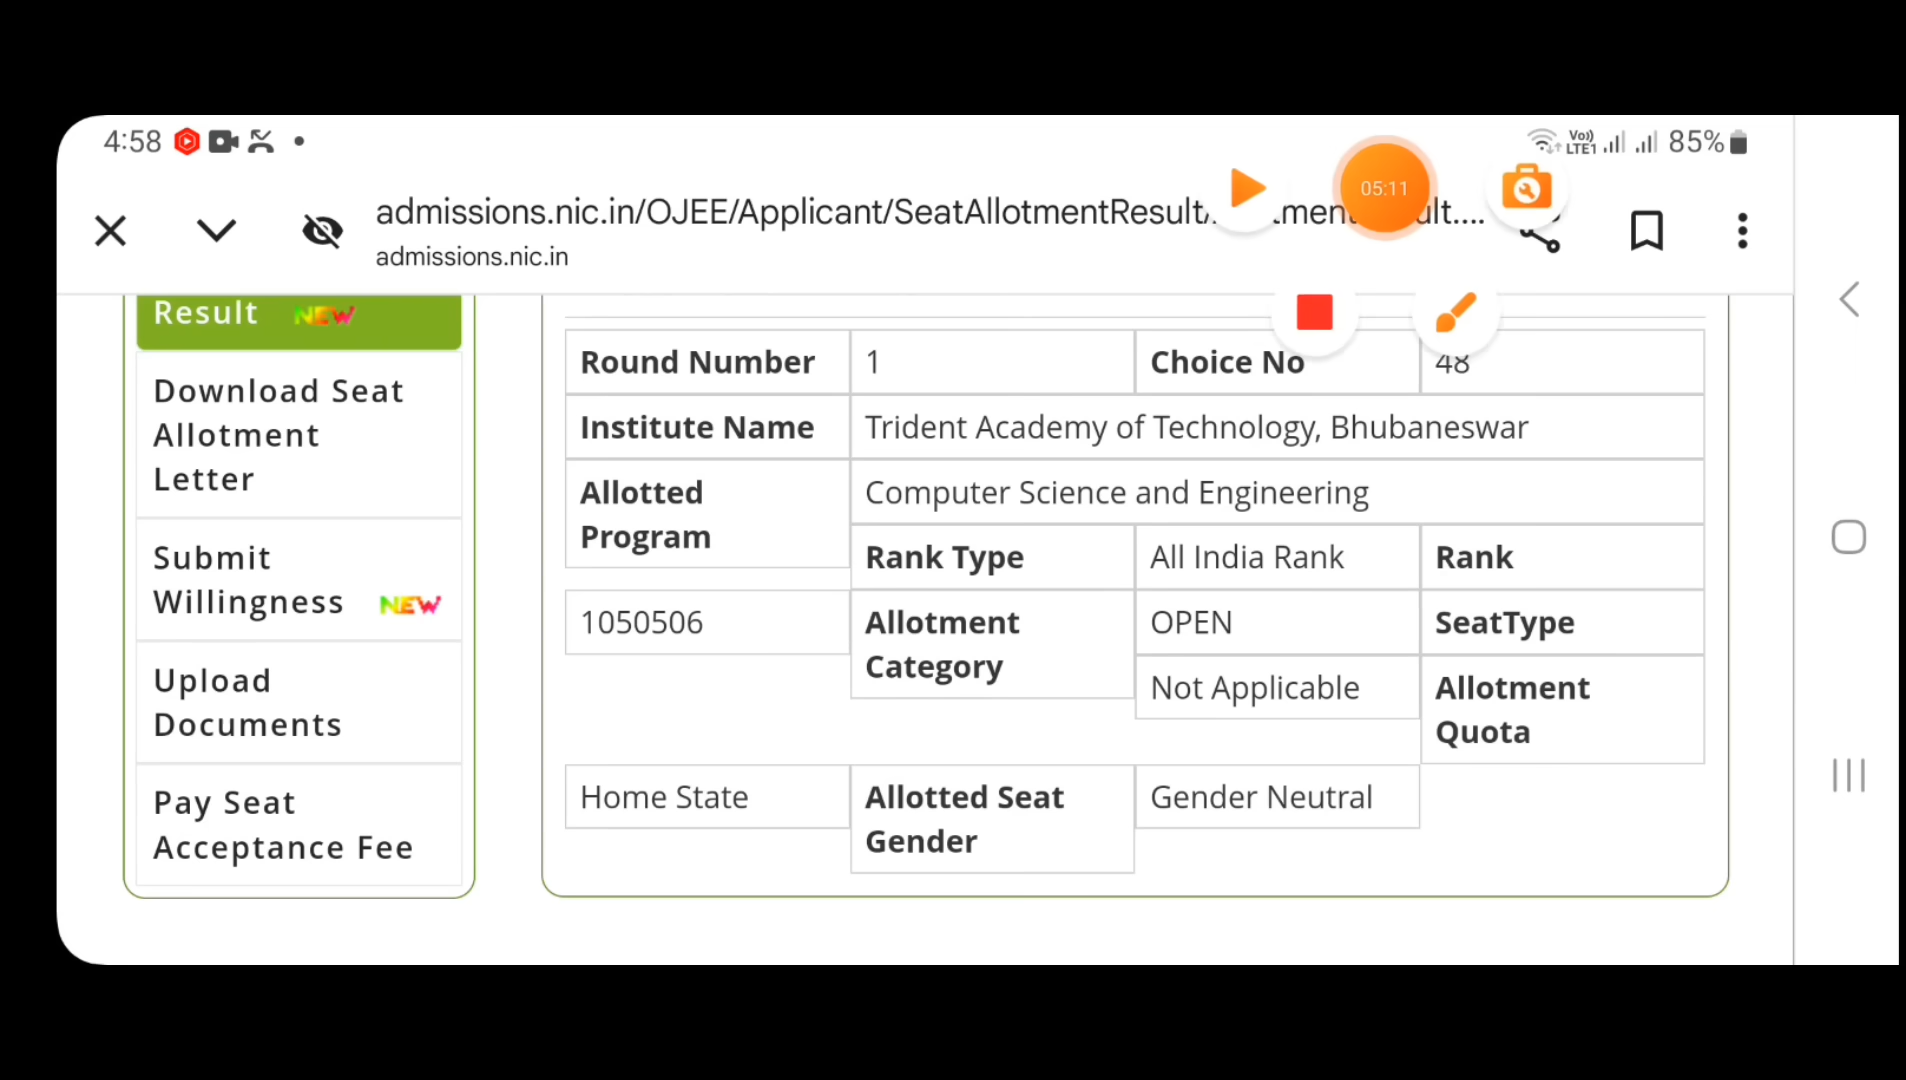 4:58
Vo)) LTE1 85%
admissions.nic.in/OJEE/Applicant/SeatAllotmentResult/
admissions.nic.in
05:11
Result NEW
Download Seat
Allotment
Letter
Submit
Willingness NEW
Upload
Documents
Pay Seat
Acceptance Fee
Round Number 1 Choice No 48
Institute Name Trident Academy of Technology, Bhubaneswar
Allotted
Program
Computer Science and Engineering
Rank Type All India Rank Rank
1050506 Allotment
Category
OPEN SeatType
Not Applicable Allotment
Quota
Home State Allotted Seat
Gender
Gender Neutral